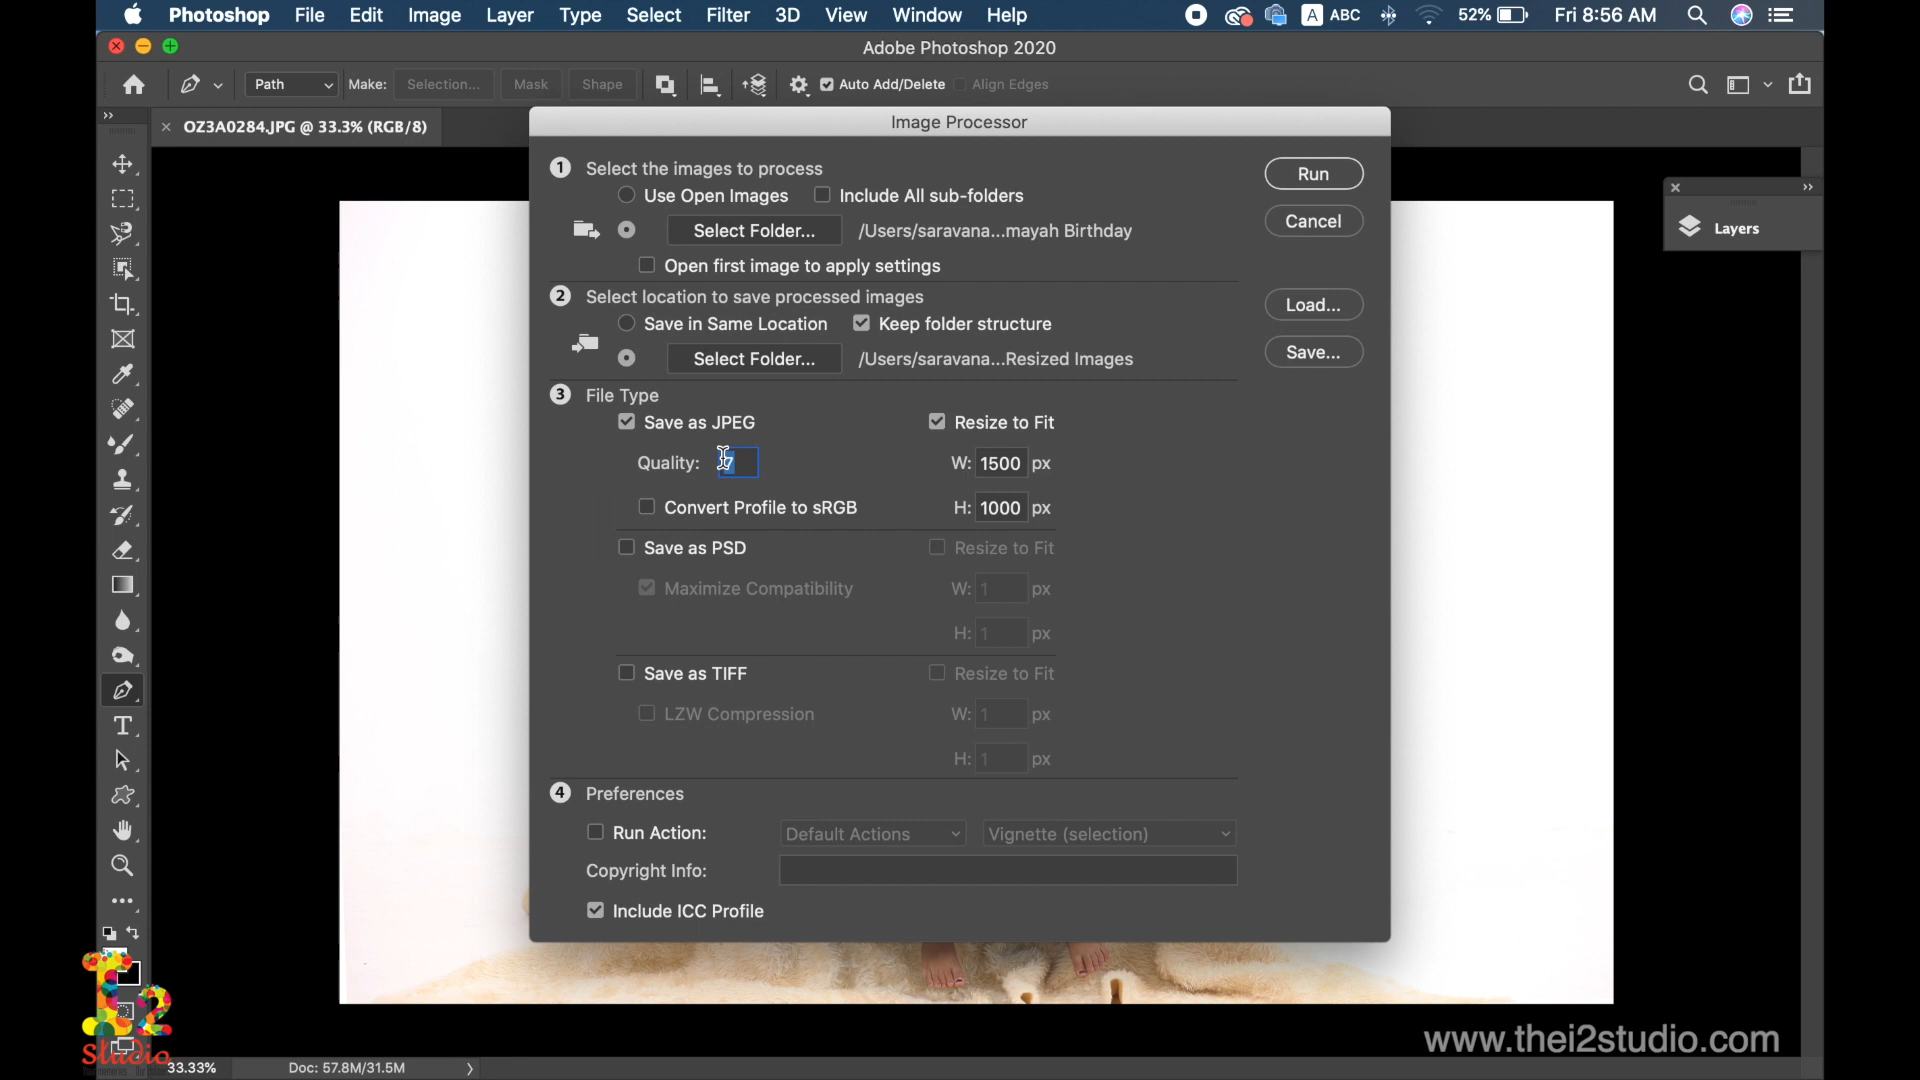 Photoshop File Edit Image Layer Type Select Filter 3D View Window Help A ABC 52% Fri 8:56 AM
Adobe Photoshop 2020
Path Make: Selection... Mask Shape Auto Add/Delete Align Edges
× OZ3A0284.JPG @ 33.3% (RGB/8)
Image Processor
1 Select the images to process
Use Open Images Include All sub-folders
Select Folder... /Users/saravana...mayah Birthday
Open first image to apply settings
Run
Cancel
2 Select location to save processed images
Save in Same Location Keep folder structure
Select Folder... /Users/saravana...Resized Images
Load...
Save...
3 File Type
Save as JPEG Resize to Fit
Quality: 7 W: 1500 px
Convert Profile to sRGB H: 1000 px
Save as PSD Resize to Fit
Maximize Compatibility W: 1 px
H: 1 px
Save as TIFF Resize to Fit
LZW Compression W: 1 px
H: 1 px
4 Preferences
Run Action: Default Actions Vignette (selection)
Copyright Info:
Include ICC Profile
Layers
i2
Studio
www.thei2studio.com
33.33% Doc: 57.8M/31.5M